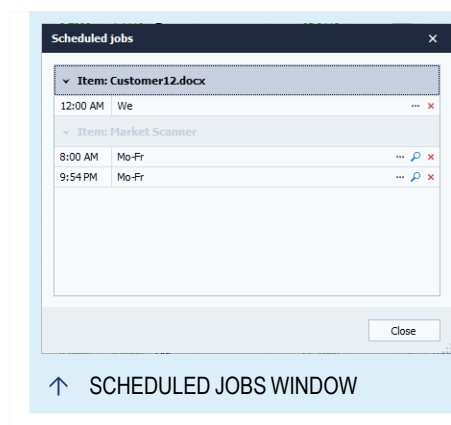 Scheduled jobs
Item: Customer12.docx
12:00 AM We
Item: Market Scanner
8:00 AM Mo-Fr
9:54 PM Mo-Fr
Close
↑ SCHEDULED JOBS WINDOW